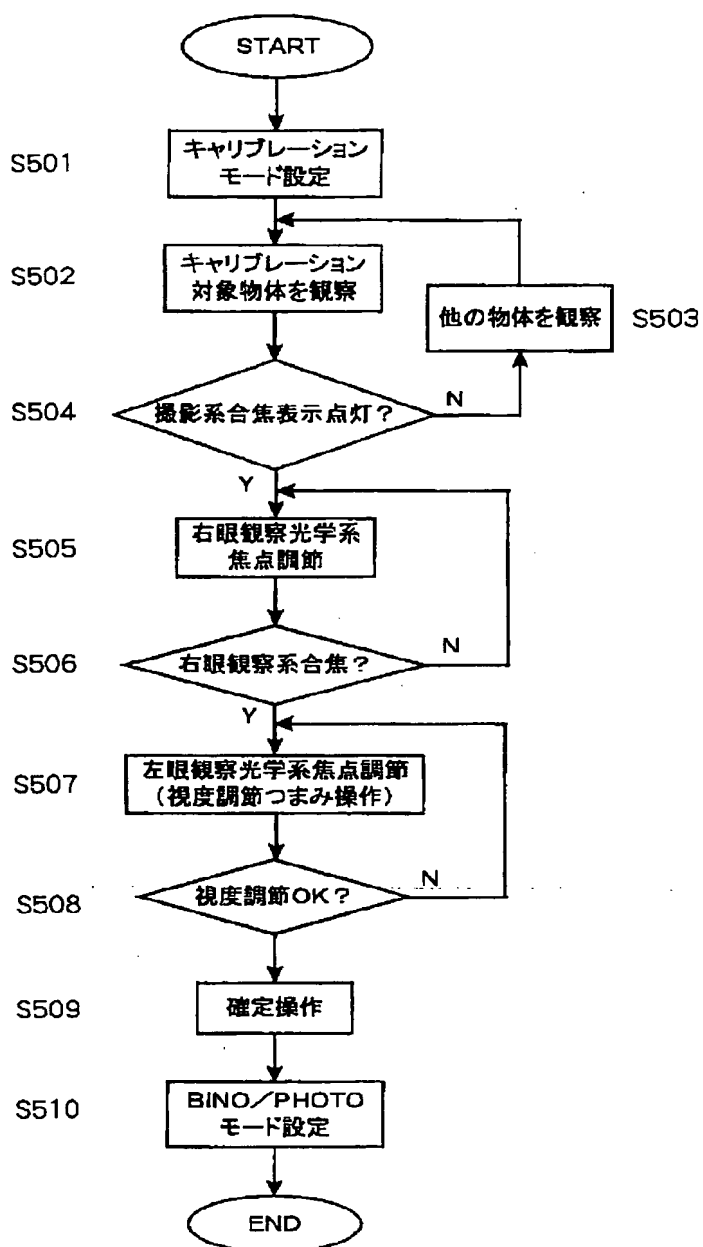 START
S501
キャリブレーション
モード設定
S502
キャリブレーション
対象物体を観察
他の物体を観察
S503
S504
撮影系合焦表示点灯？
N
Y
S505
右眼観察光学系
焦点調節
S506
右眼観察系合焦？
N
Y
S507
左眼観察光学系焦点調節
（視度調節つまみ操作）
S508
視度調節OK？
N
S509
確定操作
S510
BINO／PHOTO
モード設定
END